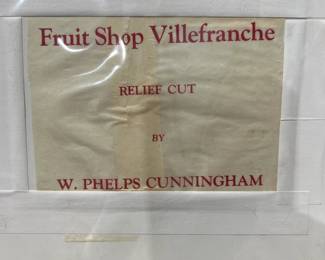 Fruit Shop Villefranche
RELIEF CUT
BY
W. PHELPS CUNNINGHAM